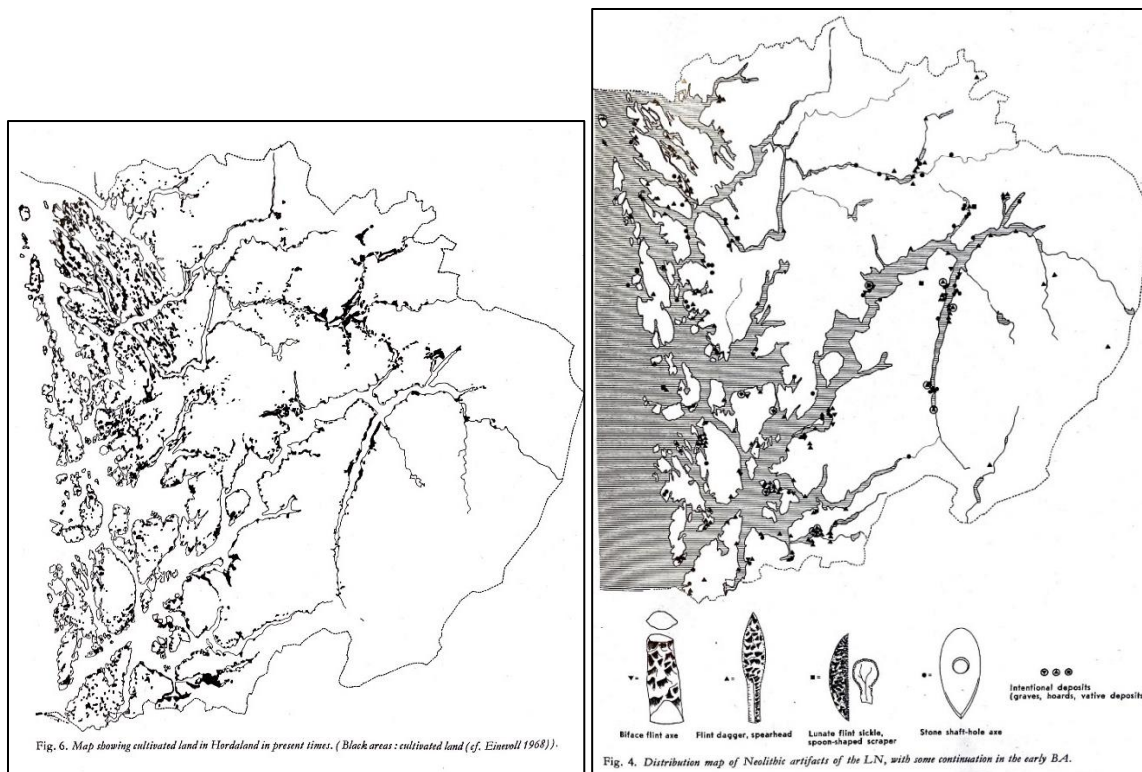 Fig. 6. Map showing cultivated land in Hordaland in present times. (Black areas : cultivated land (cf. Einevoll 1968)).
▼=
▲=
■=
●=
Biface flint axe
Flint dagger, spearhead
Lunate flint sickle,
spoon-shaped scraper
Stone shaft-hole axe
Intentional deposits
(graves, hoards, vative deposits
Fig. 4. Distribution map of Neolithic artifacts of the LN, with some continuation in the early BA.